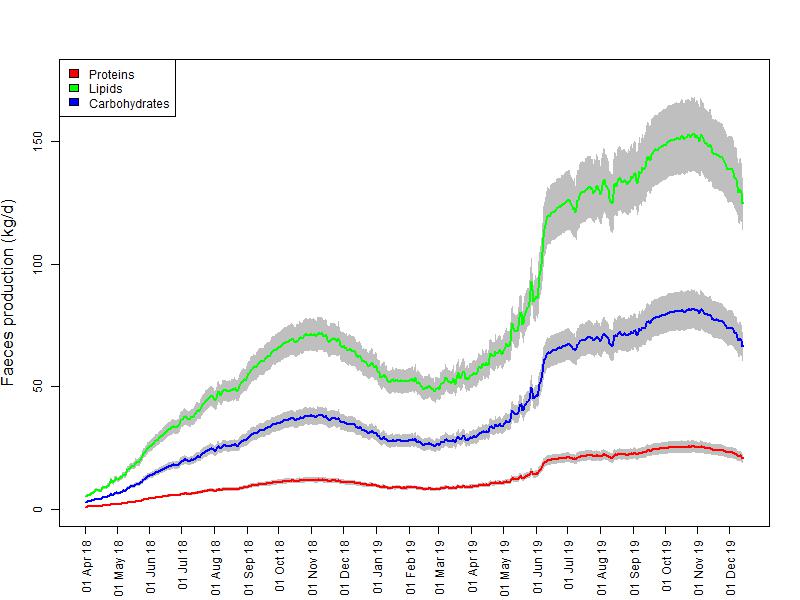 Proteins
Lipids
Carbohydrates
Faeces production (kg/d)
150
100
50
0
01 Apr 18
01 May 18
01 Jun 18
01 Jul 18
01 Aug 18
01 Sep 18
01 Oct 18
01 Nov 18
01 Dec 18
01 Jan 19
01 Feb 19
01 Mar 19
01 Apr 19
01 May 19
01 Jun 19
01 Jul 19
01 Aug 19
01 Sep 19
01 Oct 19
01 Nov 19
01 Dec 19